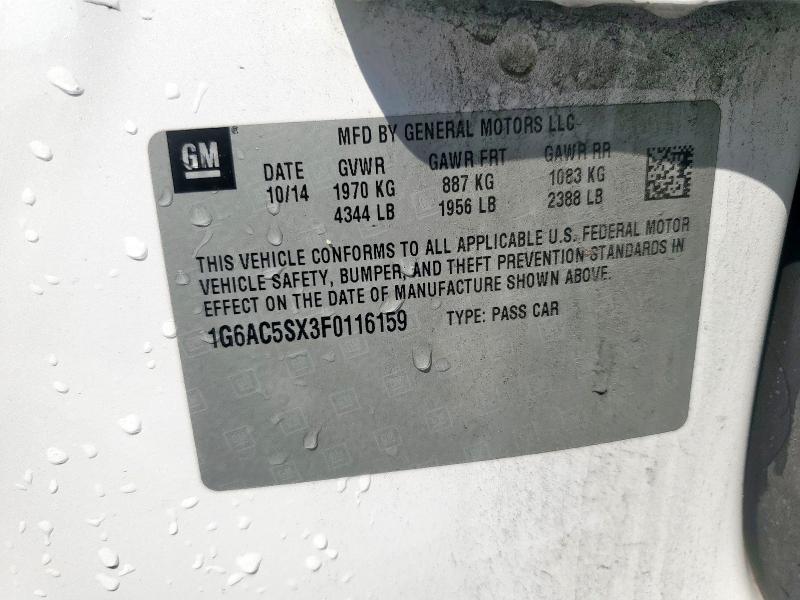 GM
MFD BY GENERAL MOTORS LLC
DATE GVWR GAWR FRT GAWR RR
10/14 1970 KG 887 KG 1083 KG
4344 LB 1956 LB 2388 LB
THIS VEHICLE CONFORMS TO ALL APPLICABLE U.S. FEDERAL MOTOR
VEHICLE SAFETY, BUMPER, AND THEFT PREVENTION STANDARDS IN
EFFECT ON THE DATE OF MANUFACTURE SHOWN ABOVE.
1G6AC5SX3F0116159 TYPE: PASS CAR